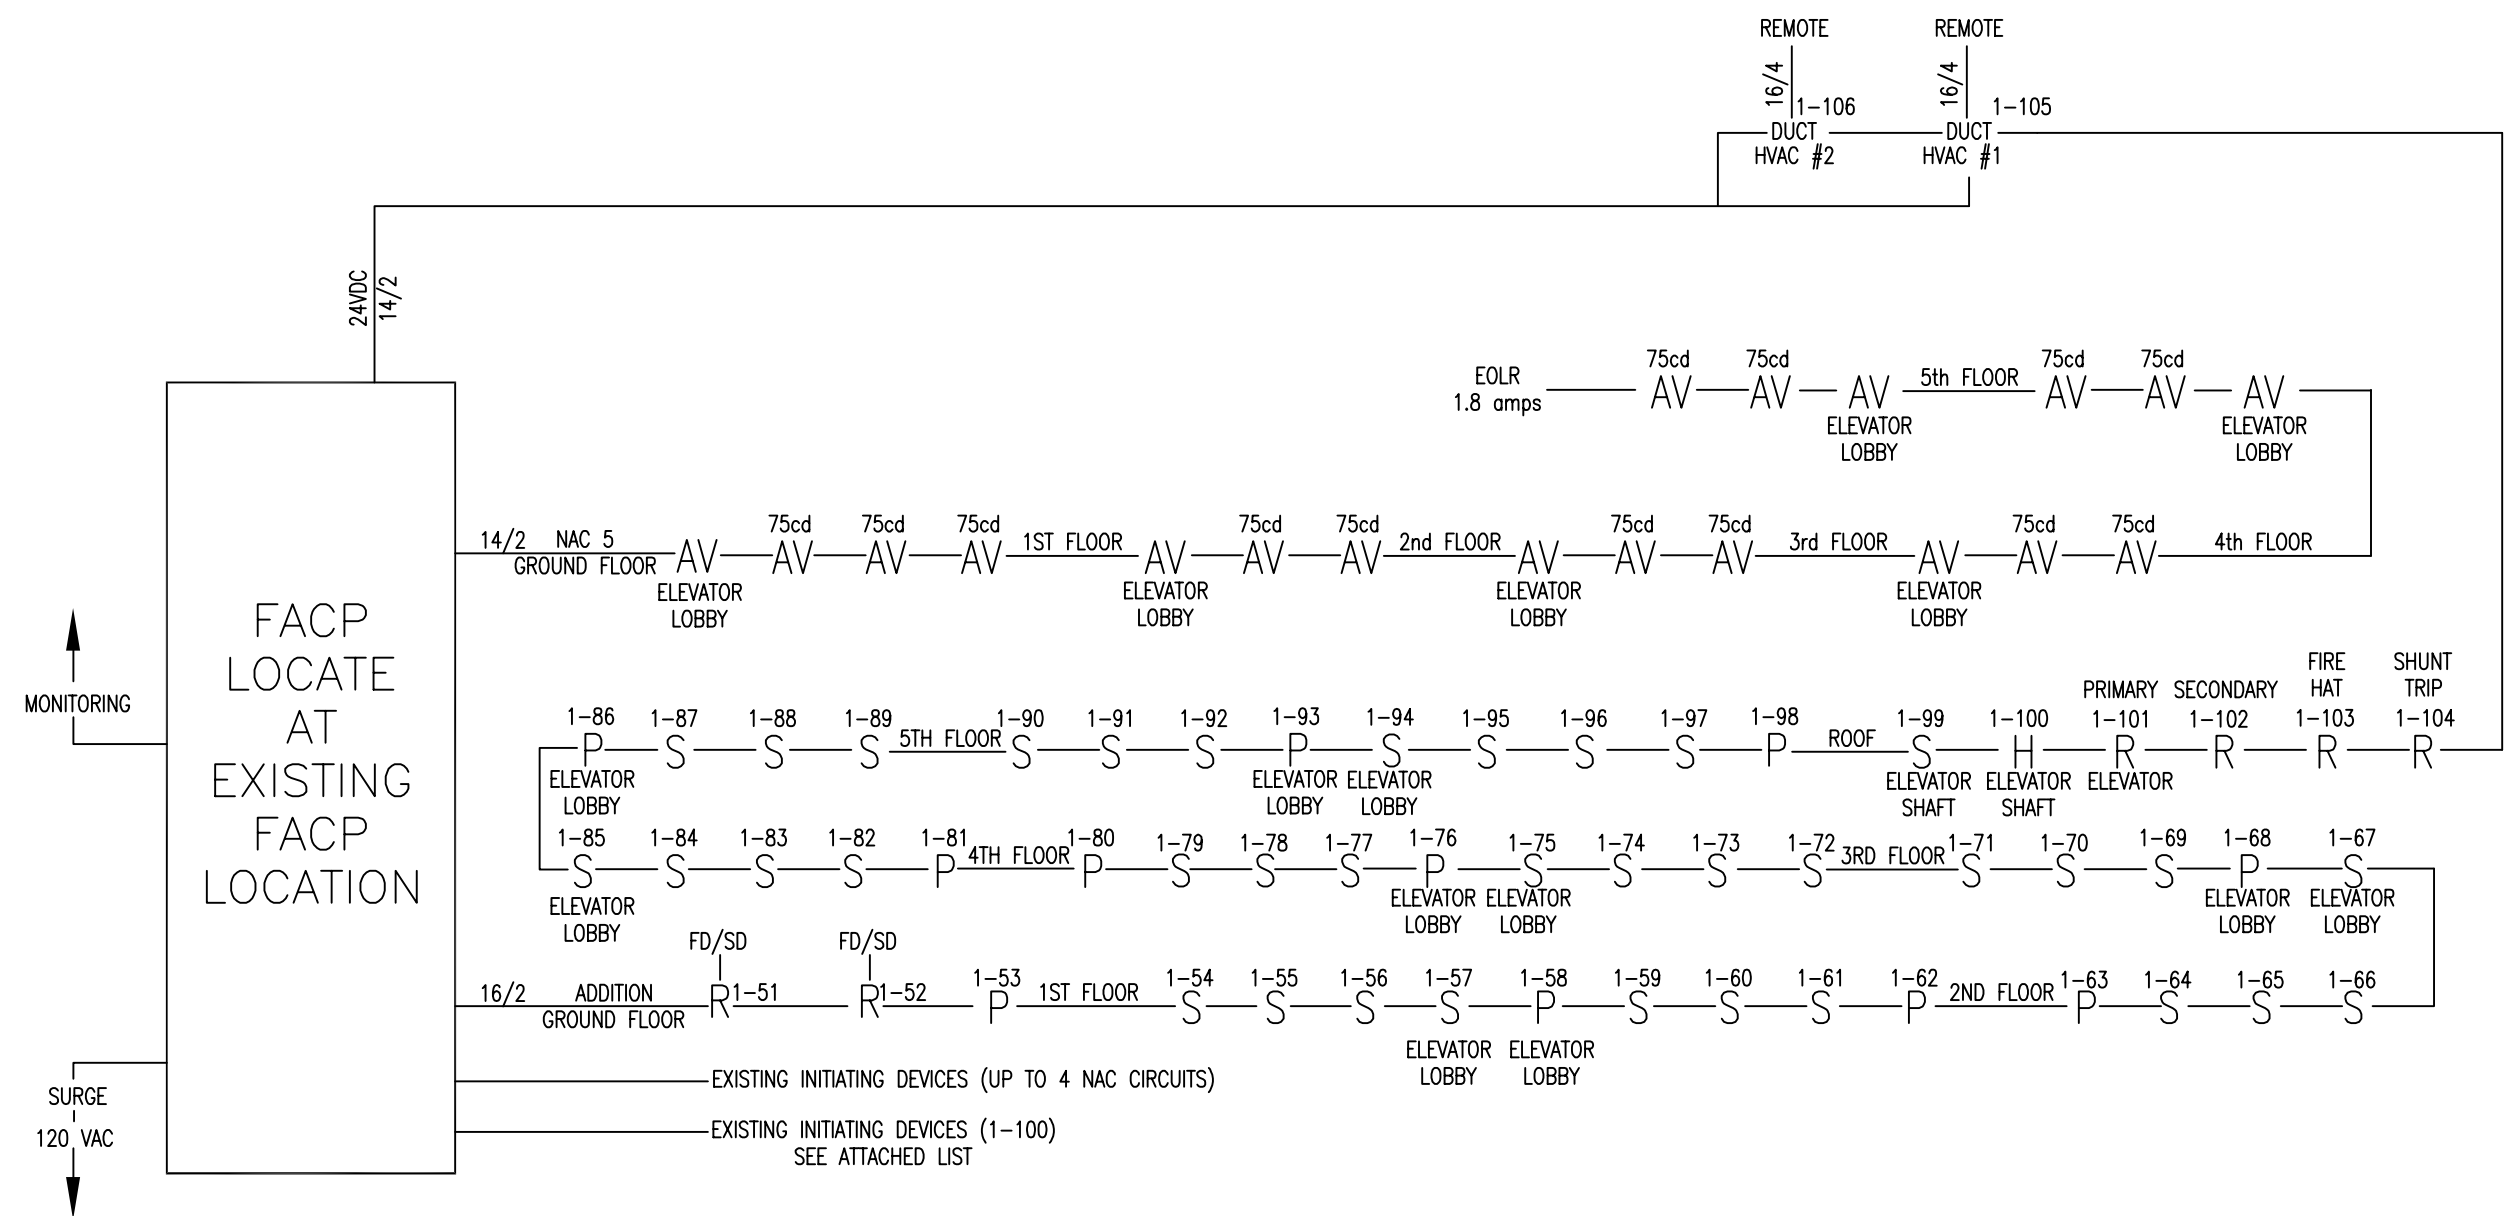 REMOTE REMOTE
16/4 16/4
1-106 1-105
DUCT DUCT
HVAC #2 HVAC #1
24VDC
14/2
75cd 75cd 75cd 75cd
EOLR
1.8 amps
AV AV AV 5th FLOOR AV AV AV
ELEVATOR ELEVATOR
LOBBY LOBBY
75cd 75cd 75cd 75cd 75cd 75cd 75cd 75cd 75cd
14/2 NAC 5 AV AV AV AV 1ST FLOOR AV AV AV 2nd FLOOR AV AV AV 3rd FLOOR AV AV AV 4th FLOOR
GROUND FLOOR
ELEVATOR ELEVATOR ELEVATOR ELEVATOR
LOBBY LOBBY LOBBY LOBBY
FACP
LOCATE
AT
EXISTING
FACP
LOCATION
MONITORING
FIRE SHUNT
PRIMARY SECONDARY HAT TRIP
1-86 1-87 1-88 1-89 1-90 1-91 1-92 1-93 1-94 1-95 1-96 1-97 1-98 1-99 1-100 1-101 1-102 1-103 1-104
P S S S 5TH FLOOR S S S P S S S S P ROOF S H R R R R
ELEVATOR ELEVATOR ELEVATOR ELEVATOR ELEVATOR ELEVATOR
LOBBY LOBBY LOBBY SHAFT SHAFT
1-85 1-84 1-83 1-82 1-81 1-80 1-79 1-78 1-77 1-76 1-75 1-74 1-73 1-72 1-71 1-70 1-69 1-68 1-67
S S S S P 4TH FLOOR P S S S P S S S S 3RD FLOOR S S S P S
ELEVATOR ELEVATOR ELEVATOR ELEVATOR ELEVATOR
LOBBY LOBBY LOBBY LOBBY LOBBY
FD/SD FD/SD
1-53 1-54 1-55 1-56 1-57 1-58 1-59 1-60 1-61 1-62 1-63 1-64 1-65 1-66
16/2 ADDITION R 1-51 R 1-52 P 1ST FLOOR S S S S P S S S P 2ND FLOOR P S S S
GROUND FLOOR
ELEVATOR ELEVATOR
LOBBY LOBBY
EXISTING INITIATING DEVICES (UP TO 4 NAC CIRCUITS)
EXISTING INITIATING DEVICES (1-100)
SEE ATTACHED LIST
SURGE
120 VAC